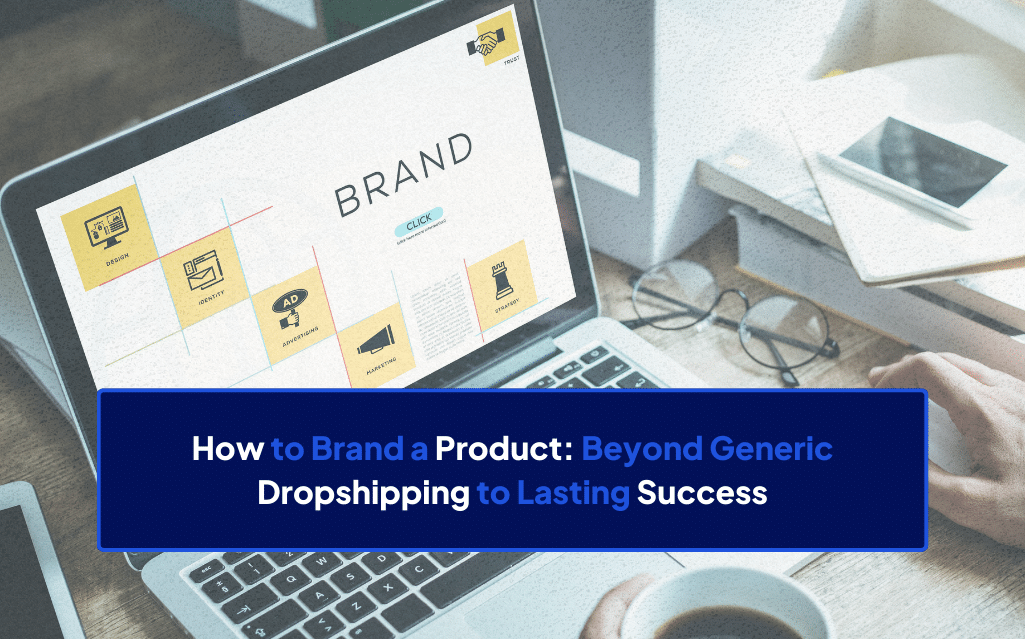 TRUST
BRAND
CLICK
DESIGN
IDENTITY
AD
ADVERTISING
MARKETING
STRATEGY
How to Brand a Product: Beyond Generic
Dropshipping to Lasting Success
Q
W
A
S
D
Z
X
C